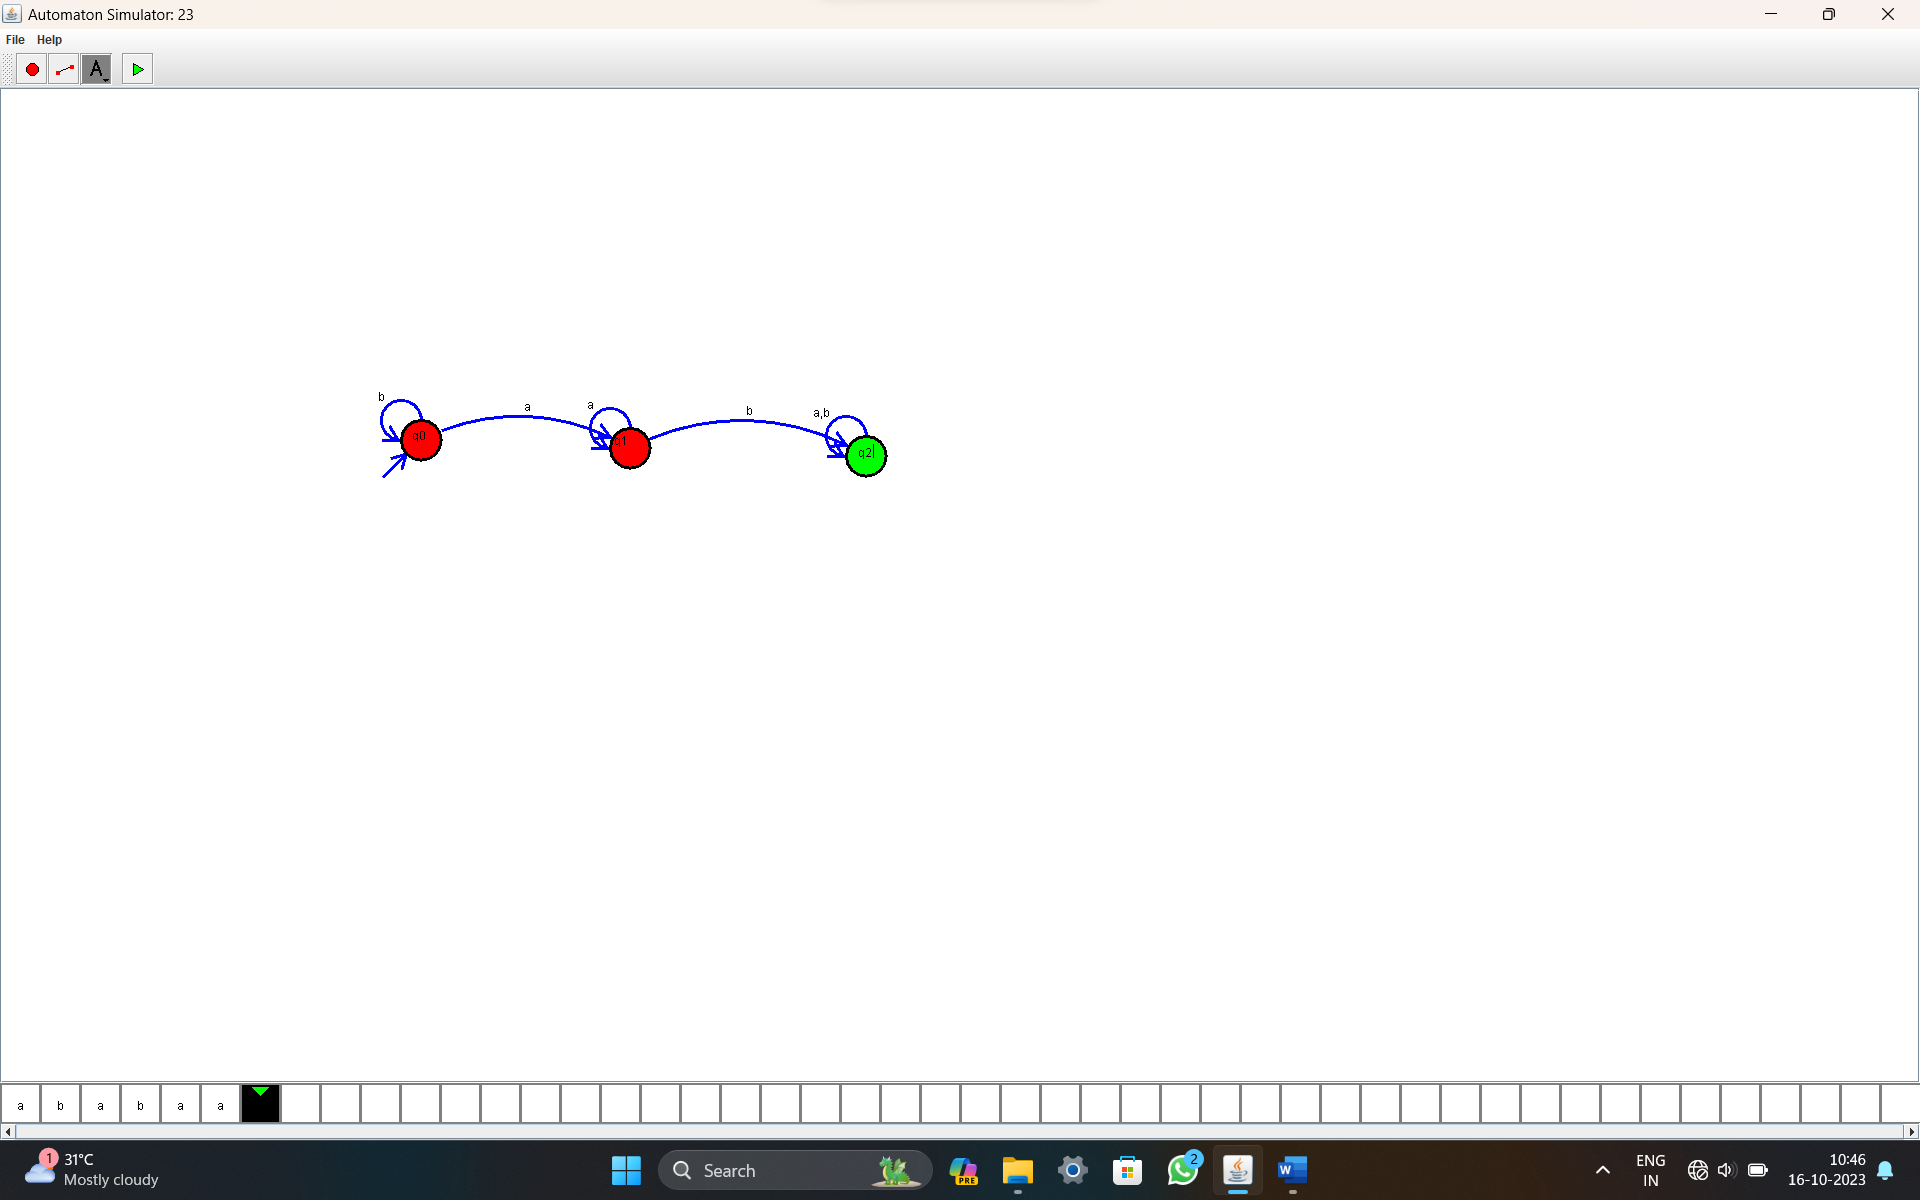 Automaton Simulator: 23
File Help
A
b
a
a
b
a,b
q0
q1
q2
a b a b a a
1
31°C
Mostly cloudy
Search
PRE
2
W
ENG
IN
10:46
16-10-2023